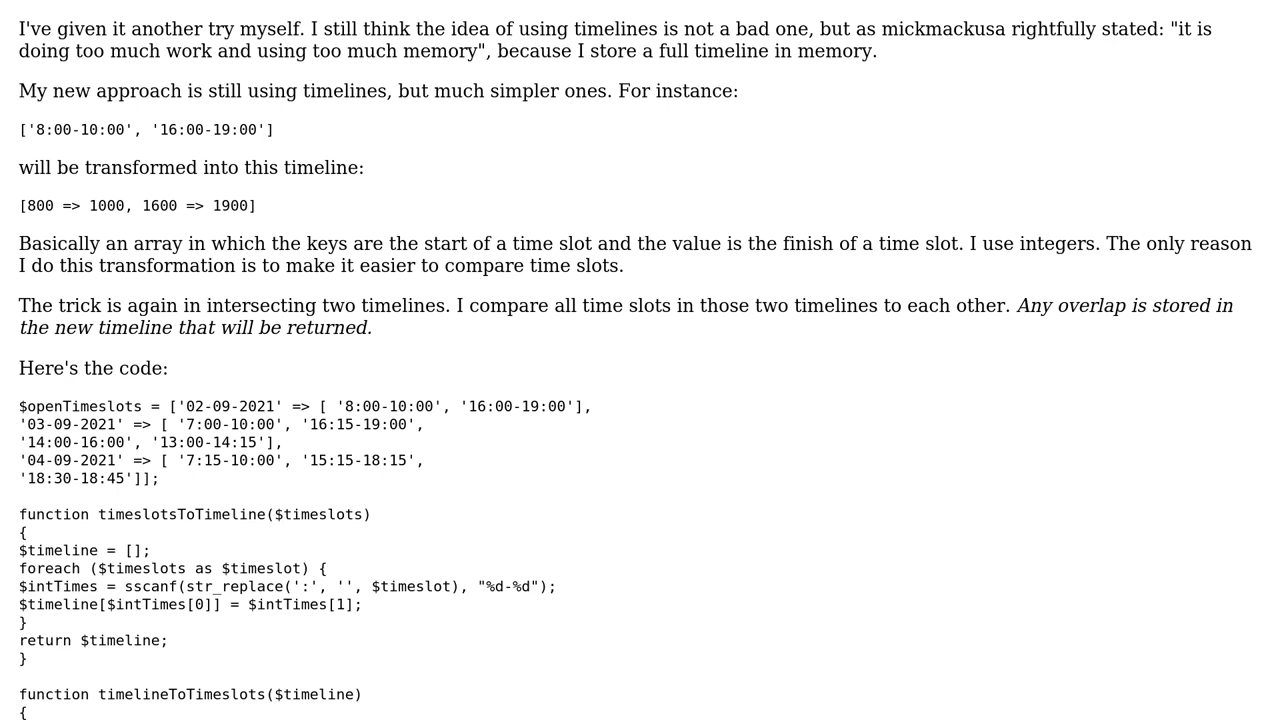 I've given it another try myself. I still think the idea of using timelines is not a bad one, but as mickmackusa rightfully stated: "it is
doing too much work and using too much memory", because I store a full timeline in memory.
My new approach is still using timelines, but much simpler ones. For instance:
['8:00-10:00', '16:00-19:00']
will be transformed into this timeline:
[800 => 1000, 1600 => 1900]
Basically an array in which the keys are the start of a time slot and the value is the finish of a time slot. I use integers. The only reason
I do this transformation is to make it easier to compare time slots.
The trick is again in intersecting two timelines. I compare all time slots in those two timelines to each other. Any overlap is stored in
the new timeline that will be returned.
Here's the code:
$openTimeslots = ['02-09-2021' => [ '8:00-10:00', '16:00-19:00'],
'03-09-2021' => [ '7:00-10:00', '16:15-19:00',
'14:00-16:00', '13:00-14:15'],
'04-09-2021' => [ '7:15-10:00', '15:15-18:15',
'18:30-18:45']];
function timeslotsToTimeline($timeslots)
{
$timeline = [];
foreach ($timeslots as $timeslot) {
$intTimes = sscanf(str_replace(':', '', $timeslot), "%d-%d");
$timeline[$intTimes[0]] = $intTimes[1];
}
return $timeline;
}
function timelineToTimeslots($timeline)
{